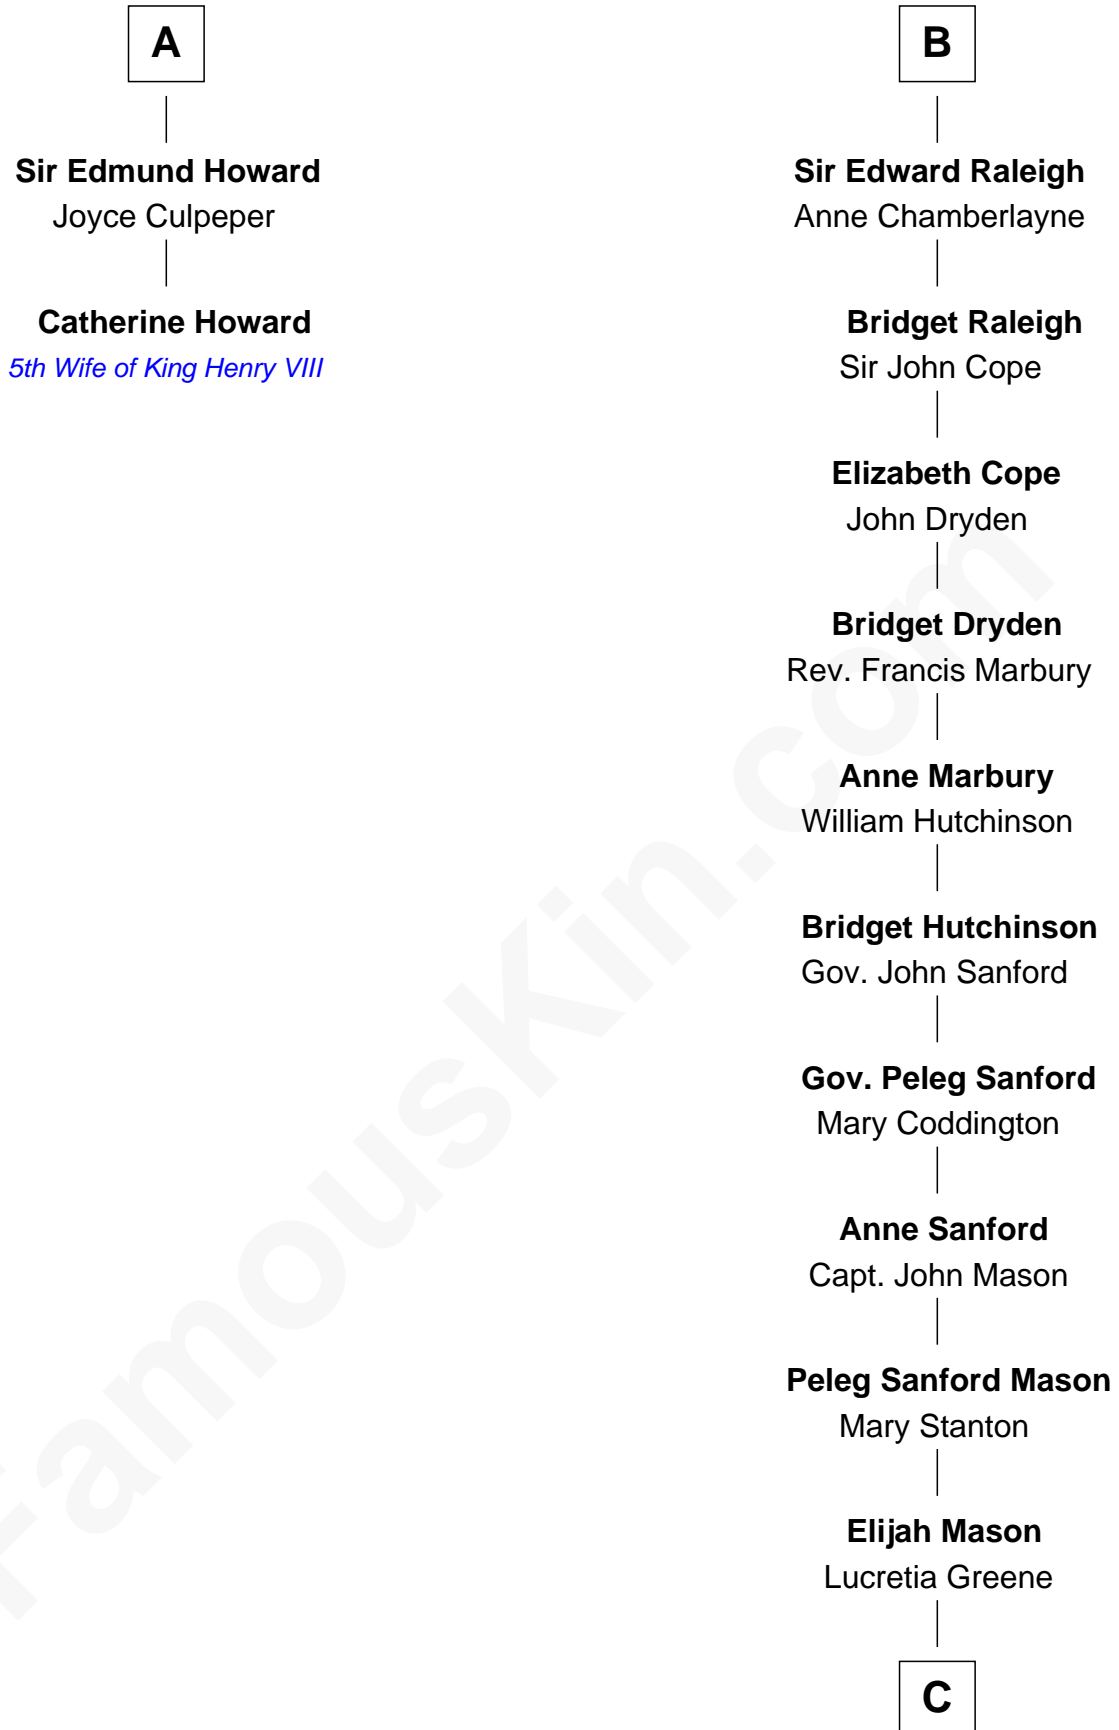 A
Sir Edmund Howard
Joyce Culpeper
Catherine Howard
5th Wife of King Henry VIII
B
Sir Edward Raleigh
Anne Chamberlayne
Bridget Raleigh
Sir John Cope
Elizabeth Cope
John Dryden
Bridget Dryden
Rev. Francis Marbury
Anne Marbury
William Hutchinson
Bridget Hutchinson
Gov. John Sanford
Gov. Peleg Sanford
Mary Coddington
Anne Sanford
Capt. John Mason
Peleg Sanford Mason
Mary Stanton
Elijah Mason
Lucretia Greene
C
FamousKin.com